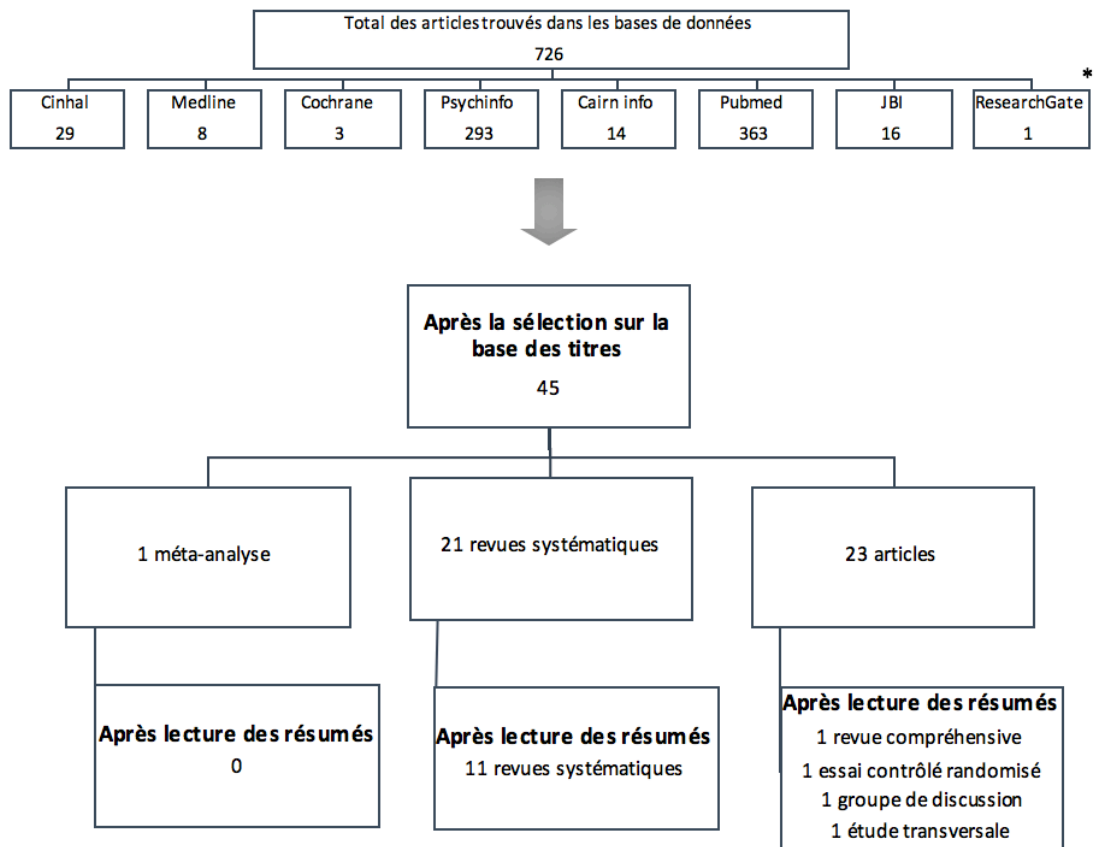 Total des articles trouvés dans les bases de données
726
*
Cinhal
29
Medline
8
Cochrane
3
Psychinfo
293
Cairn info
14
Pubmed
363
JBI
16
ResearchGate
1
Après la sélection sur la
base des titres
45
1 méta-analyse
21 revues systématiques
23 articles
Après lecture des résumés
0
Après lecture des résumés
11 revues systématiques
Après lecture des résumés
1 revue compréhensive
1 essai contrôlé randomisé
1 groupe de discussion
1 étude transversale